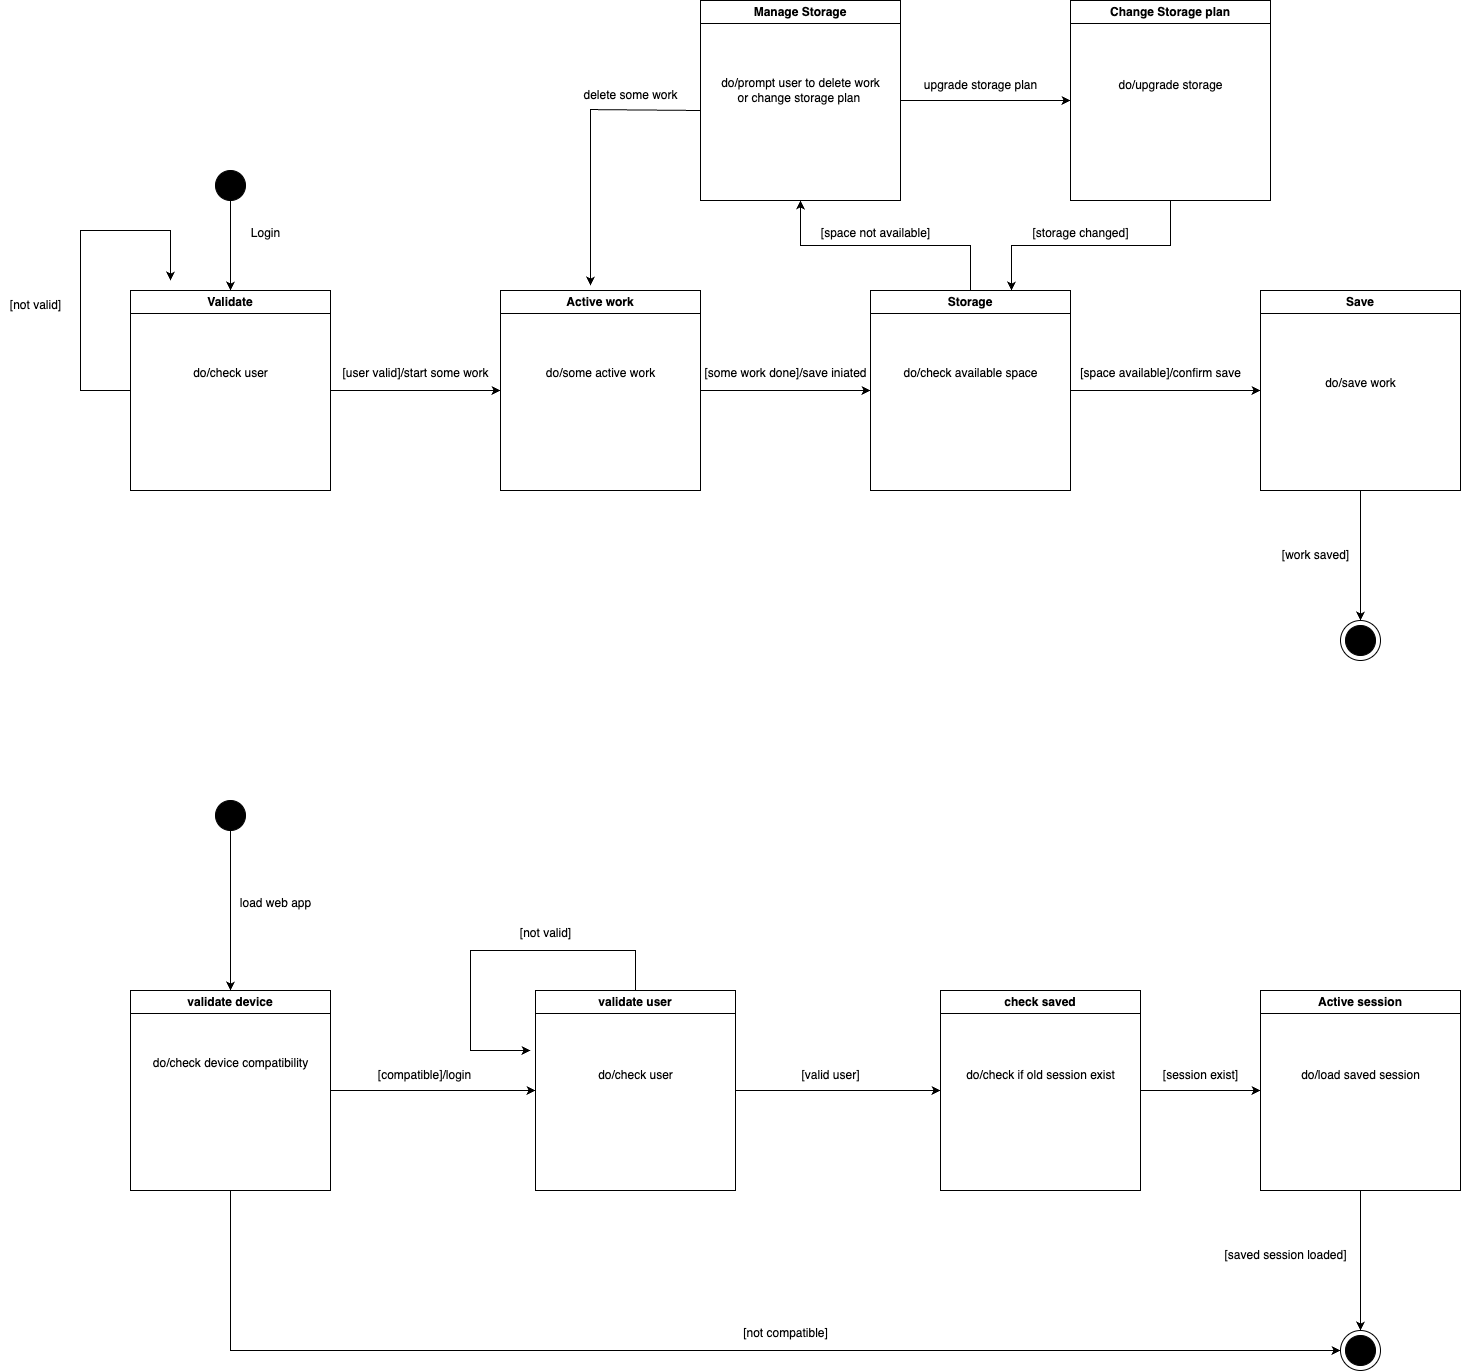 Manage Storage
Change Storage plan
do/prompt user to delete work
or change storage plan
upgrade storage plan
do/upgrade storage
delete some work
Login
[space not available]
[storage changed]
[not valid]
Validate
Active work
Storage
Save
do/check user
[user valid]/start some work
do/some active work
[some work done]/save iniated
do/check available space
[space available]/confirm save
do/save work
[work saved]
load web app
[not valid]
validate device
validate user
check saved
Active session
do/check device compatibility
[compatible]/login
do/check user
[valid user]
do/check if old session exist
[session exist]
do/load saved session
[saved session loaded]
[not compatible]